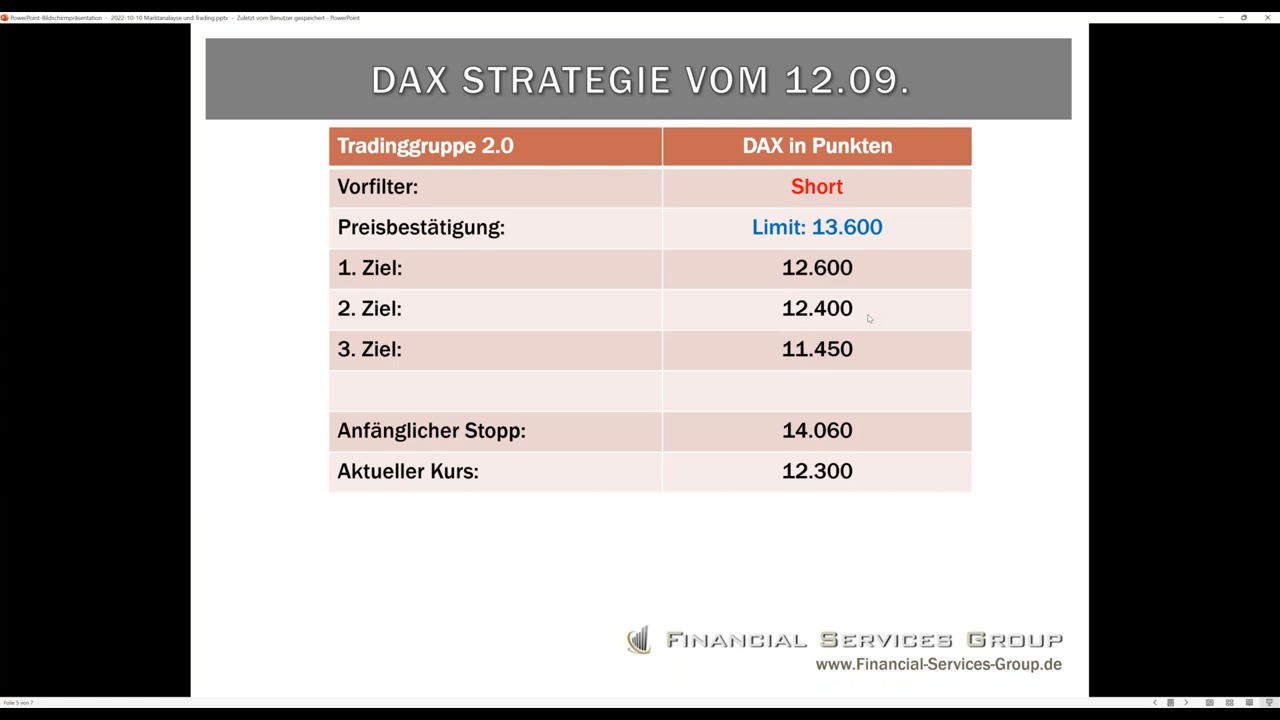 PowerPoint-Bildschirmpräsentation - 2022-10-10 Marktanalayse und Trading.pptx - Zuletzt vom Benutzer gespeichert - PowerPoint
DAX STRATEGIE VOM 12.09.
Tradinggruppe 2.0 DAX in Punkten
Vorfilter: Short
Preisbestätigung: Limit: 13.600
1. Ziel: 12.600
2. Ziel: 12.400
3. Ziel: 11.450
Anfänglicher Stopp: 14.060
Aktueller Kurs: 12.300
FINANCIAL SERVICES GROUP
www.Financial-Services-Group.de
Folie 5 von 7